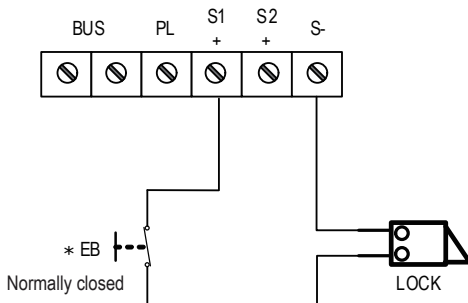 BUS PL S1 S2 S-
+ +
* EB
Normally closed
LOCK